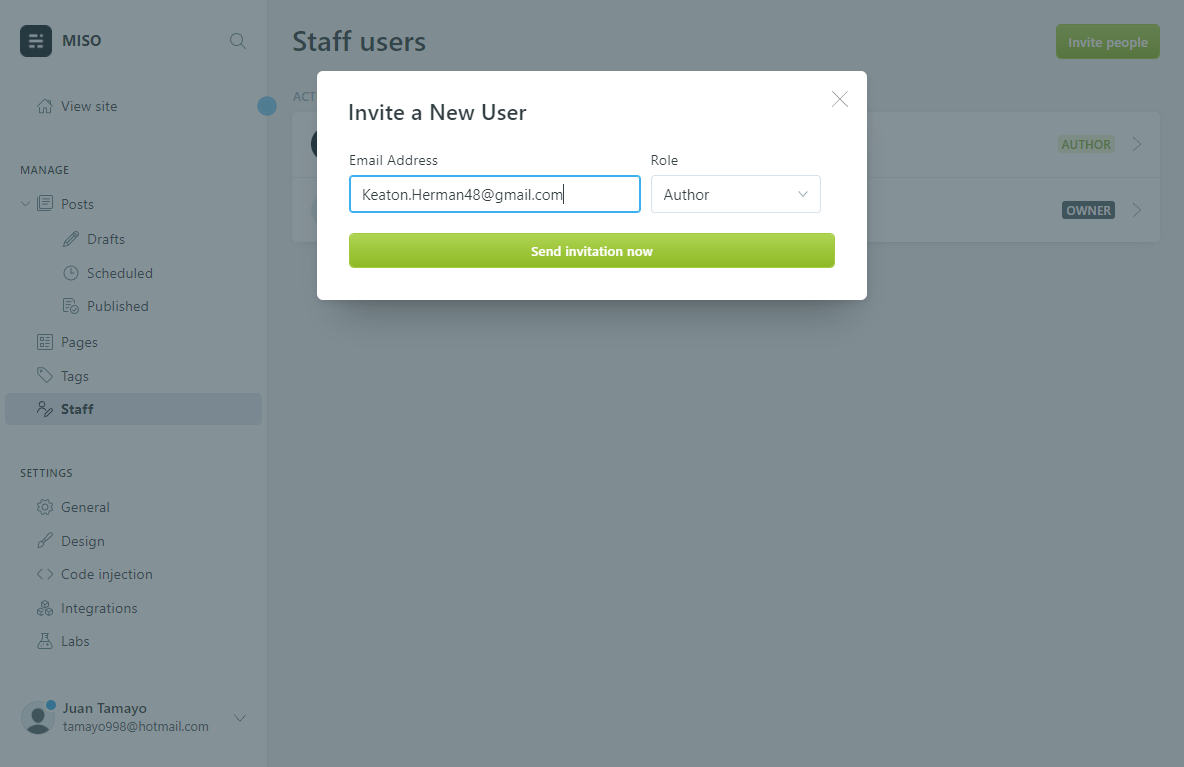 MISO
View site
MANAGE
Posts
Drafts
Scheduled
Published
Pages
Tags
Staff
SETTINGS
General
Design
Code injection
Integrations
Labs
Juan Tamayo
tamayo998@hotmail.com
Staff users
Invite people
ACT
AUTHOR
OWNER
Invite a New User
Email Address
Role
Keaton.Herman48@gmail.com
Author
Send invitation now